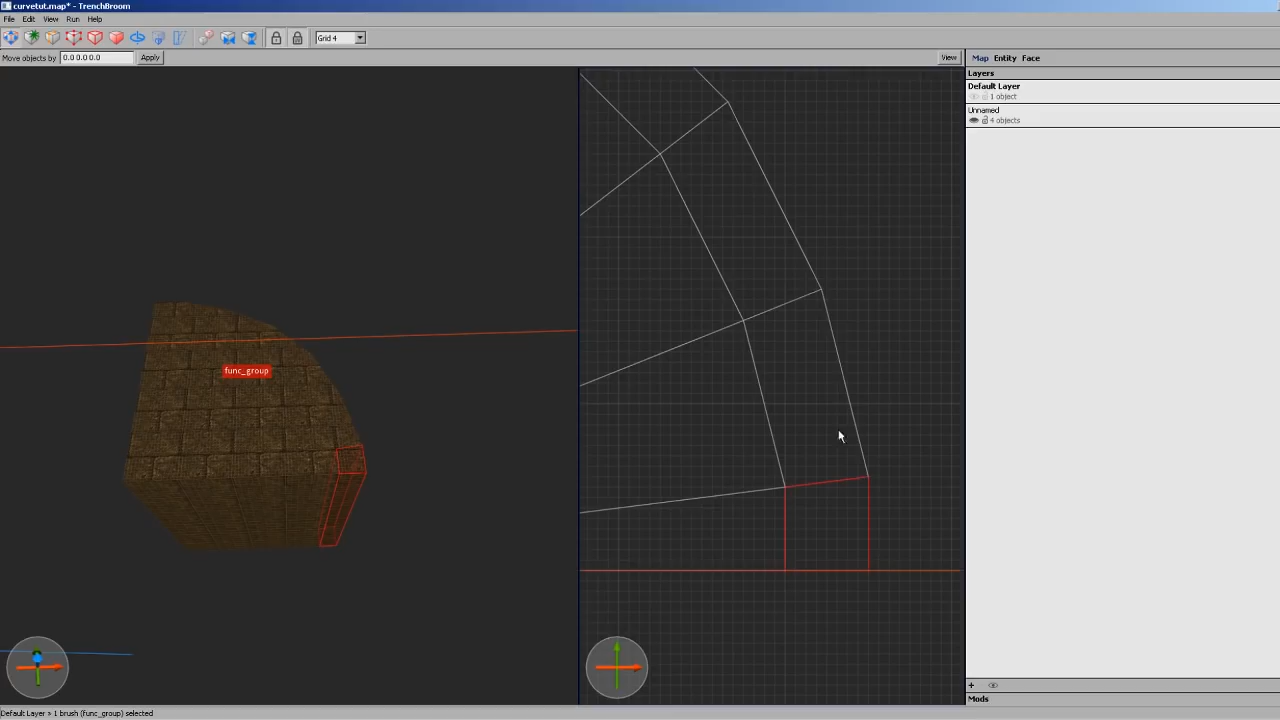 curvetut.map* - TrenchBroom
File Edit View Run Help
Grid 4
Move objects by 0.0 0.0 0.0 Apply View
Map Entity Face
Layers
Default Layer
1 object
Unnamed
4 objects
func_group
Mods
Default Layer > 1 brush (func_group) selected